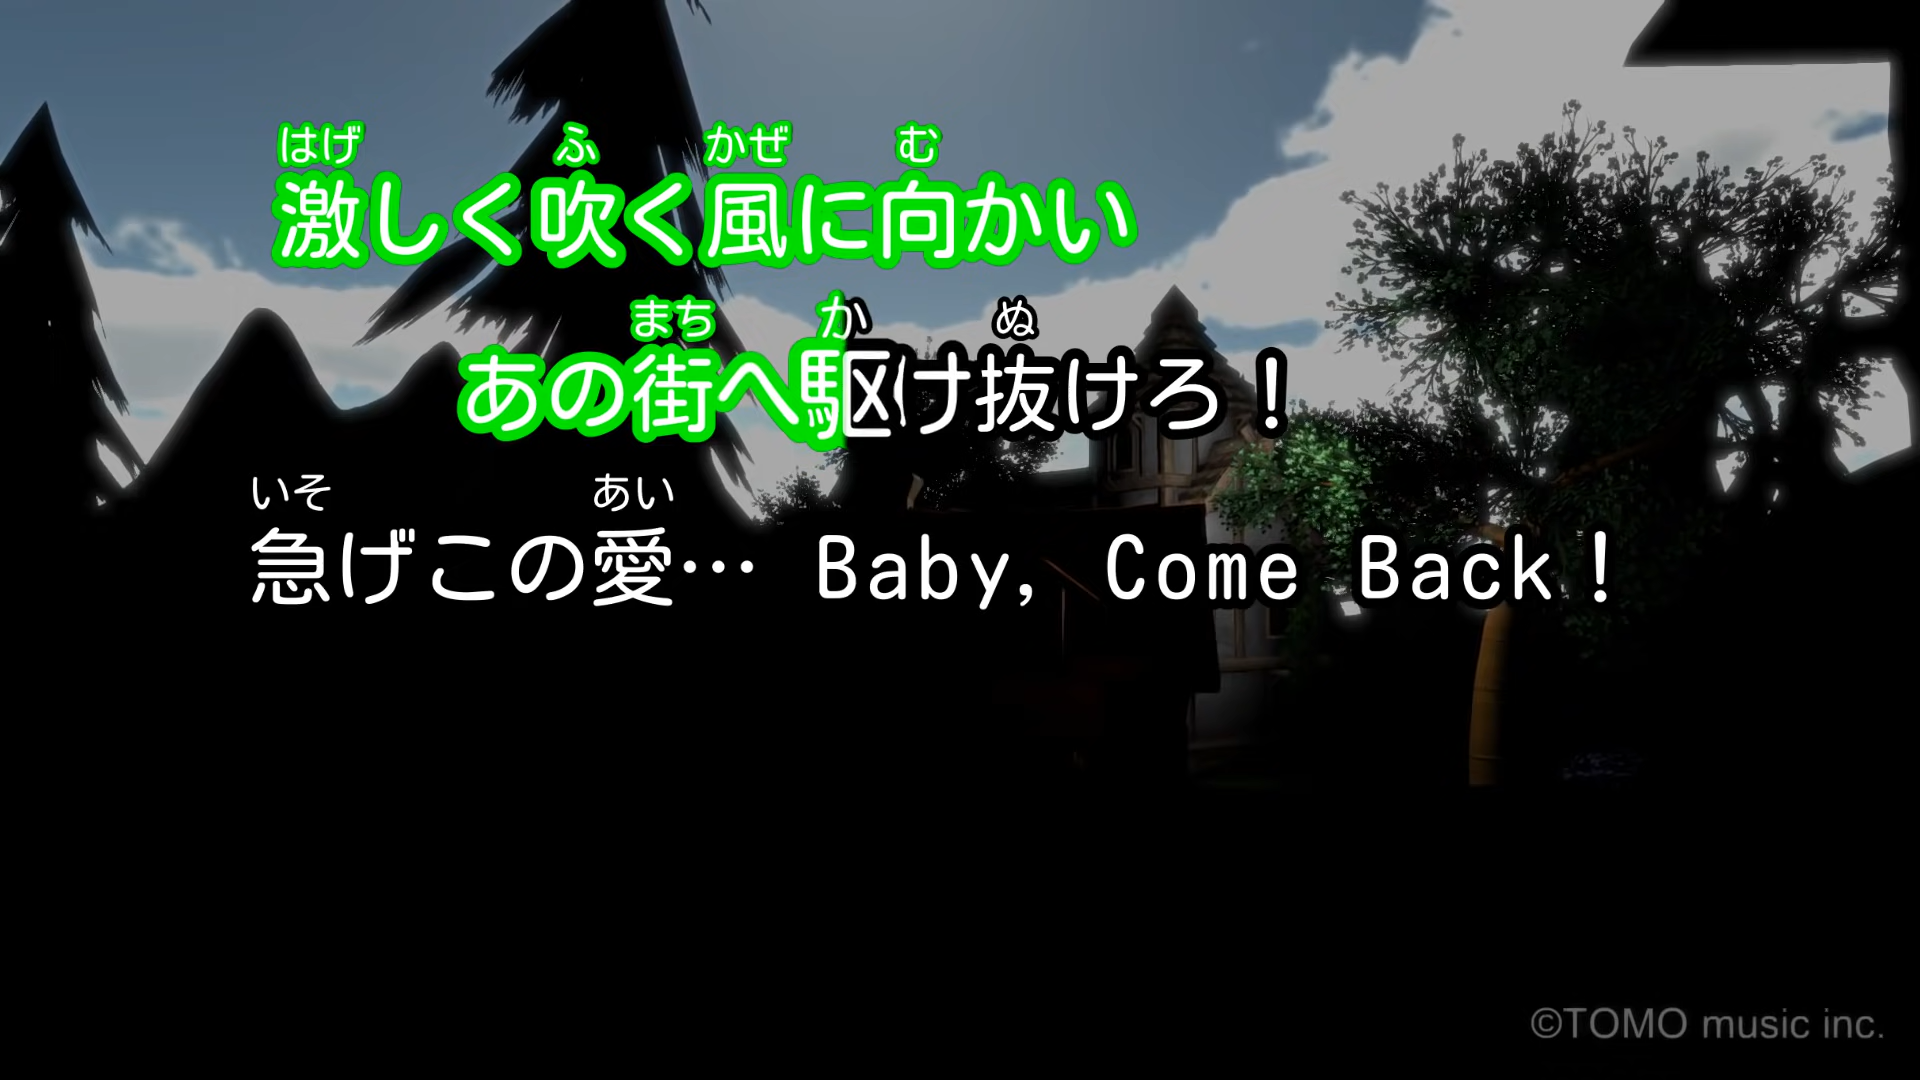 はげ ふ かぜ む
激しく吹く風に向かい
まち か ぬ
あの街へ駆け抜けろ！
いそ あい
急げこの愛… Baby, Come Back！
©TOMO music inc.